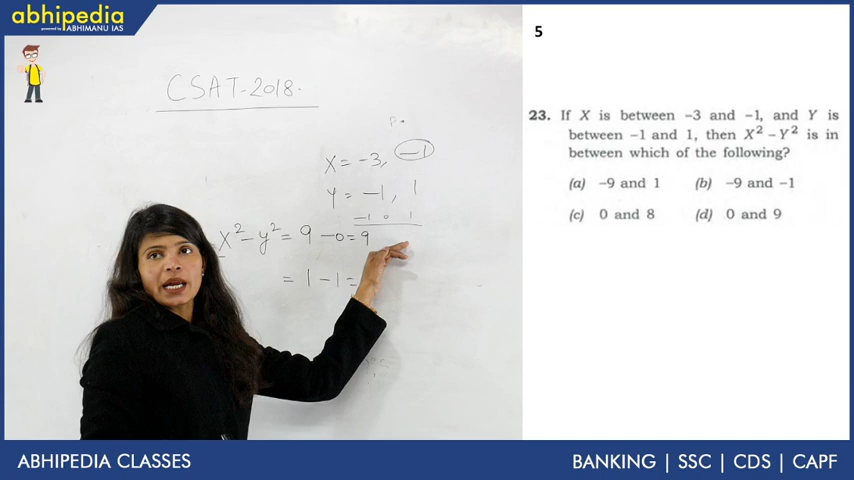 abhipedia
powered by ABHIMANU IAS
CSAT-2018.
X = -3, -1
Y = -1, 1
-1 0 1
X² - y² = 9 - 0 = 9
= 1 - 1 =
5
23. If X is between -3 and -1, and Y is
between -1 and 1, then X² - Y² is in
between which of the following?
(a) -9 and 1 (b) -9 and -1
(c) 0 and 8 (d) 0 and 9
ABHIPEDIA CLASSES
BANKING | SSC | CDS | CAPF